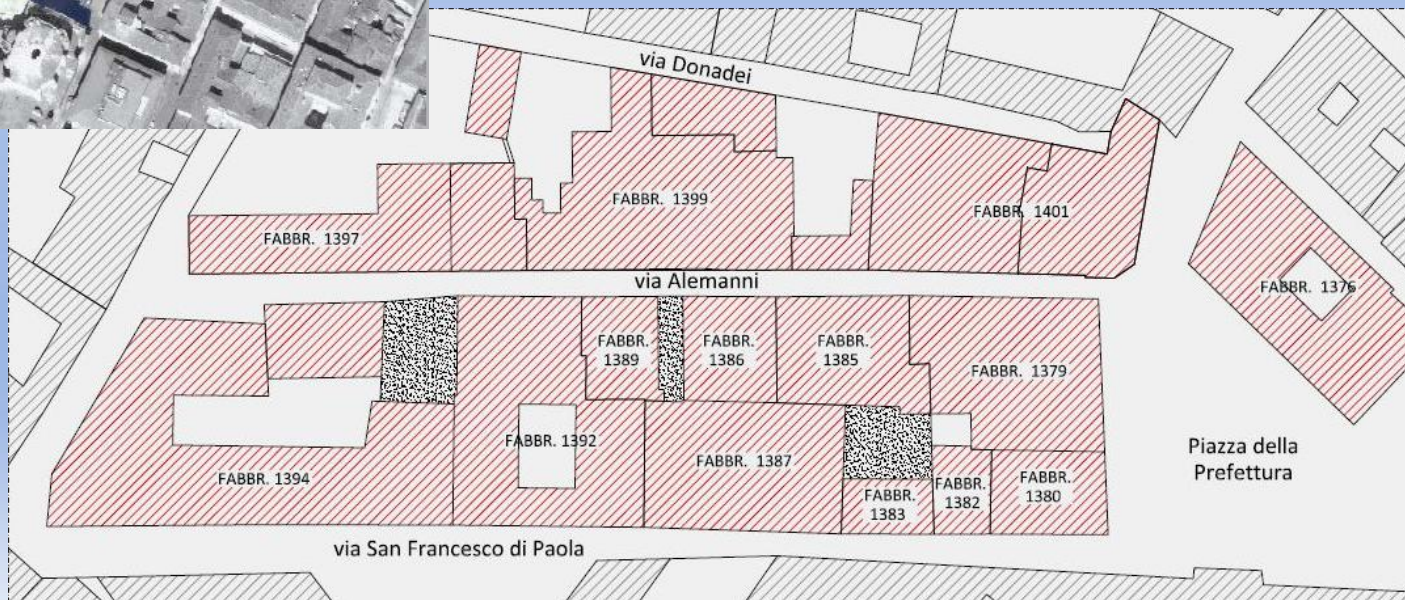 via Donadei
FABBR. 1399
FABBR. 1401
FABBR. 1397
via Alemanni
FABBR. 1376
FABBR.
1389
FABBR.
1386
FABBR.
1385
FABBR. 1379
FABBR. 1392
FABBR. 1387
FABBR. 1394
FABBR.
1383
FABBR.
1382
FABBR.
1380
Piazza della
Prefettura
via San Francesco di Paola